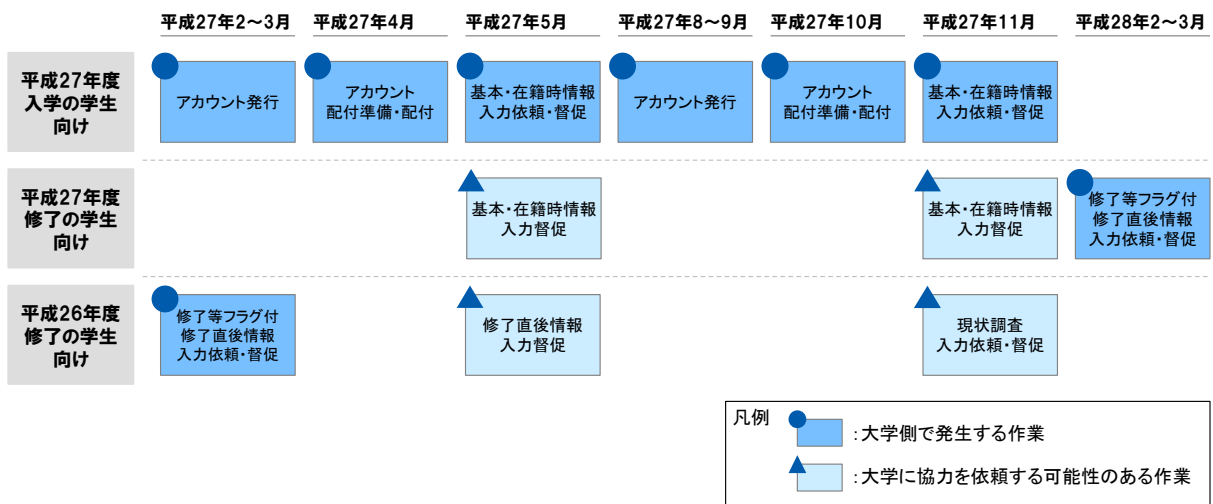 平成27年2～3月
平成27年4月
平成27年5月
平成27年8～9月
平成27年10月
平成27年11月
平成28年2～3月
平成27年度
入学の学生
向け
アカウント発行
アカウント
配付準備・配付
基本・在籍時情報
入力依頼・督促
アカウント発行
アカウント
配付準備・配付
基本・在籍時情報
入力依頼・督促
平成27年度
修了の学生
向け
基本・在籍時情報
入力督促
基本・在籍時情報
入力督促
修了等フラグ付
修了直後情報
入力依頼・督促
平成26年度
修了の学生
向け
修了等フラグ付
修了直後情報
入力依頼・督促
修了直後情報
入力督促
現状調査
入力依頼・督促
凡例
：大学側で発生する作業
：大学に協力を依頼する可能性のある作業